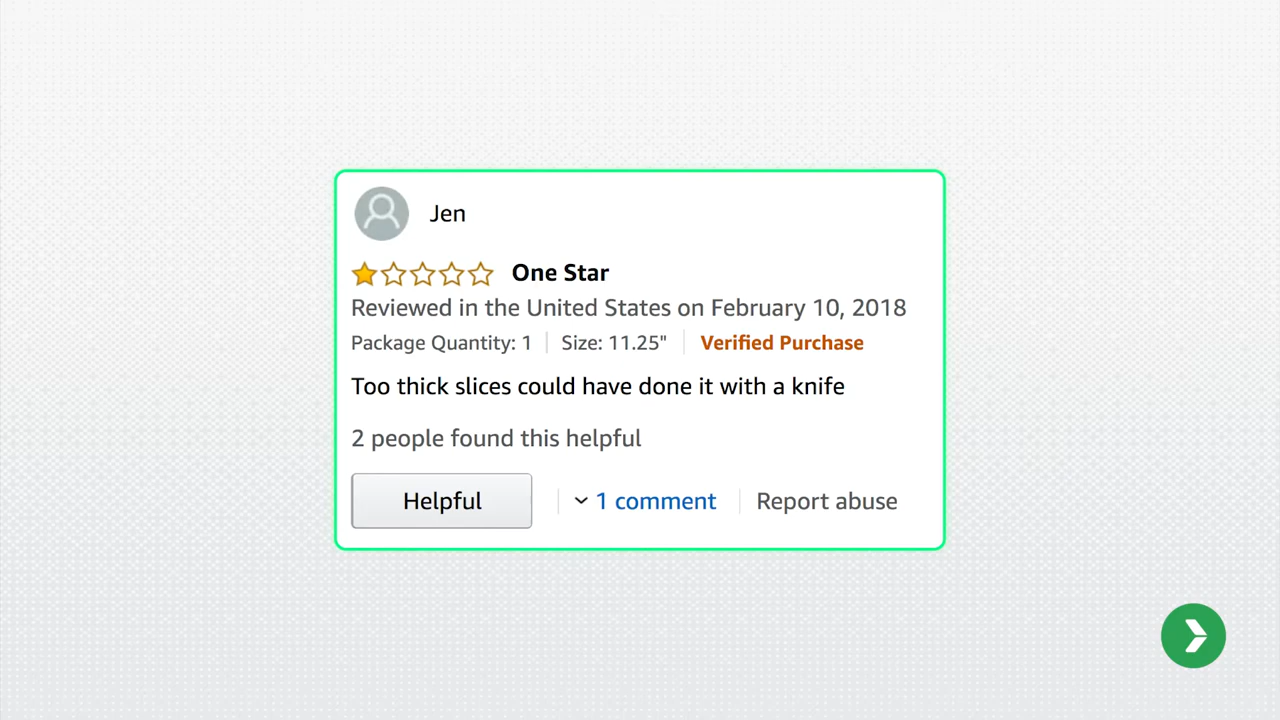 Jen
One Star
Reviewed in the United States on February 10, 2018
Package Quantity: 1 | Size: 11.25" | Verified Purchase
Too thick slices could have done it with a knife
2 people found this helpful
Helpful | 1 comment | Report abuse